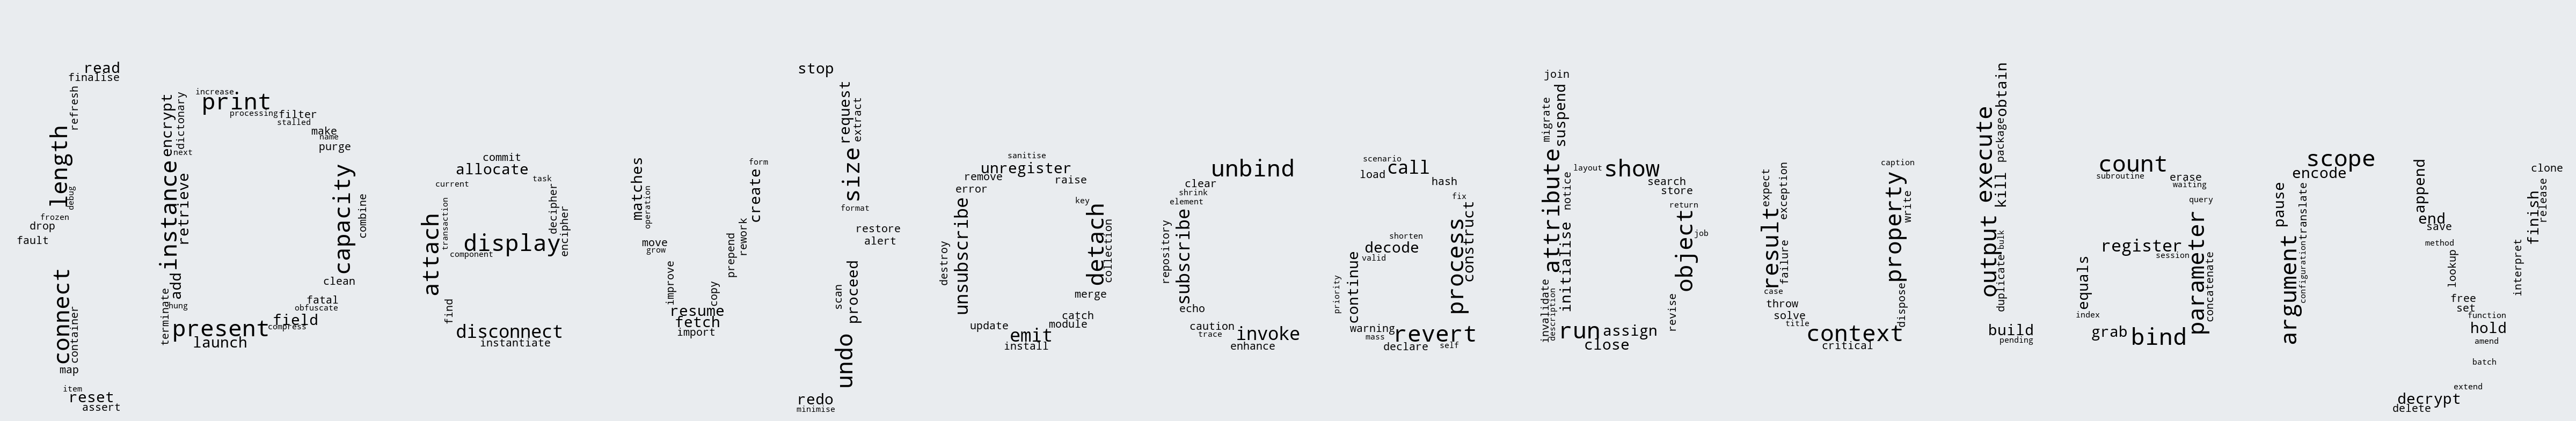 read
finalise
refresh
length
debug
frozen
drop
fault
connect
container
map
item
reset
assert
increase
print
processing
filter
stalled
make
name
purge
encrypt
dictonary
next
instance
retrieve
capacity
combine
add
clean
terminate
hung
fatal
obfuscate
field
compress
present
launch
commit
allocate
current
task
decipher
encipher
attach
transaction
display
component
find
disconnect
instantiate
matches
operation
form
create
move
grow
prepend
rework
improve
copy
resume
fetch
import
stop
request
extract
size
format
restore
alert
scan
proceed
undo
redo
minimise
sanitise
unregister
remove
raise
error
key
unsubscribe
destroy
detach
collection
merge
catch
module
update
emit
install
unbind
clear
shrink
element
repository
subscribe
echo
caution
trace
invoke
enhance
scenario
call
load
hash
fix
process
construct
shorten
decode
valid
continue
priority
warning
mass
revert
declare
self
join
migrate
suspend
attribute
notice
layout
show
search
store
return
object
job
initialise
invalidate
description
run
assign
revise
close
expect
exception
result
failure
case
throw
solve
title
caption
property
write
dispose
context
critical
obtain
package
execute
kill
output
bulk
duplicate
build
pending
count
subroutine
erase
waiting
query
register
session
parameter
concatenate
equals
index
grab
bind
scope
encode
pause
translate
argument
configuration
append
end
save
method
lookup
clone
release
finish
interpret
free
set
function
hold
amend
batch
extend
decrypt
delete